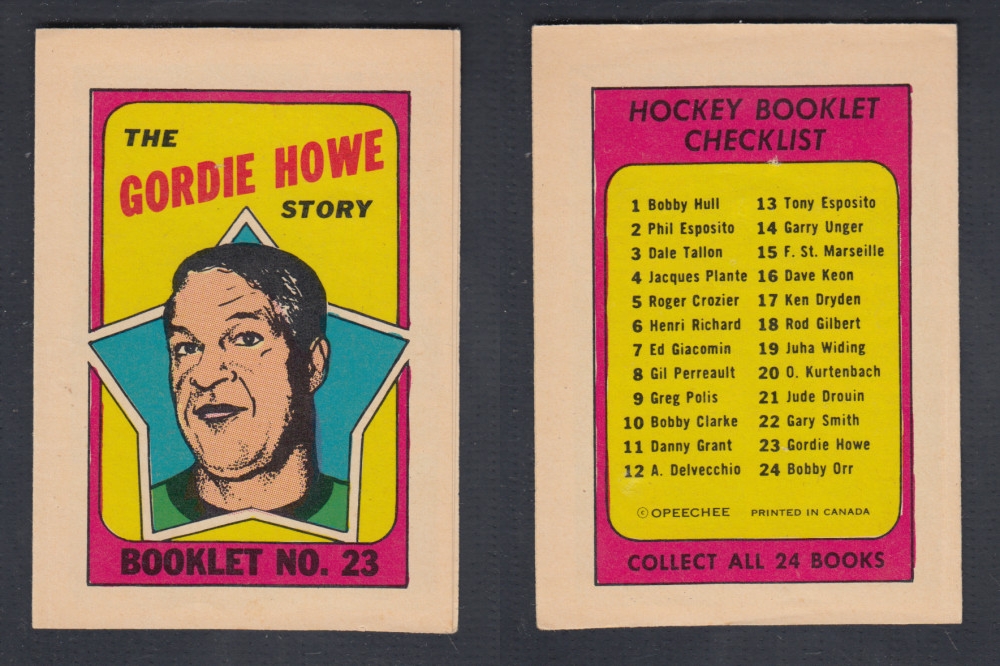 THE
GORDIE HOWE
STORY
BOOKLET NO. 23
HOCKEY BOOKLET
CHECKLIST
1 Bobby Hull
2 Phil Esposito
3 Dale Tallon
4 Jacques Plante
5 Roger Crozier
6 Henri Richard
7 Ed Giacomin
8 Gil Perreault
9 Greg Polis
10 Bobby Clarke
11 Danny Grant
12 A. Delvecchio
13 Tony Esposito
14 Garry Unger
15 F. St. Marseille
16 Dave Keon
17 Ken Dryden
18 Rod Gilbert
19 Juha Widing
20 O. Kurtenbach
21 Jude Drouin
22 Gary Smith
23 Gordie Howe
24 Bobby Orr
© OPEECHEE PRINTED IN CANADA
COLLECT ALL 24 BOOKS